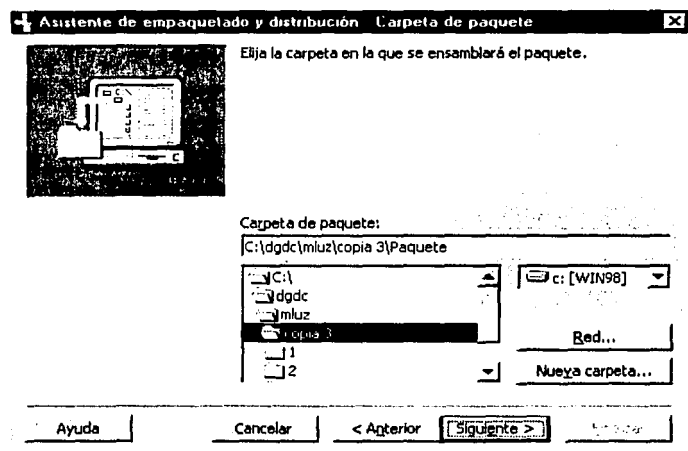 Asistente de empaquetado y distribución Carpeta de paquete
Elija la carpeta en la que se ensamblará el paquete.
Carpeta de paquete:
C:\dgdc\mluz\copia 3\Paquete
C:\
dgdc
mluz
copia 3
1
2
c: [WIN98]
Red...
Nueva carpeta...
Ayuda
Cancelar
< Anterior
Siguiente >